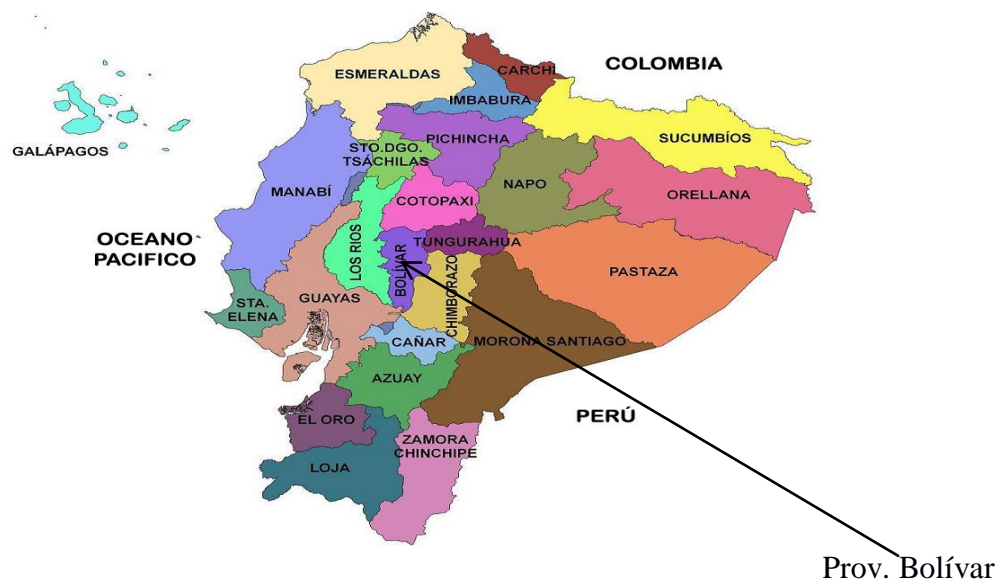 COLOMBIA
CARCHI
ESMERALDAS
IMBABURA
SUCUMBÍOS
PICHINCHA
GALÁPAGOS
STO.DGO.
TSÁCHILAS
MANABÍ
NAPO
ORELLANA
COTOPAXI
OCEANO
PACIFICO
TUNGURAHUA
LOS RIOS
BOLÍVAR
PASTAZA
CHIMBORAZO
STA.
ELENA
GUAYAS
CAÑAR
MORONA SANTIAGO
AZUAY
PERÚ
EL ORO
ZAMORA
CHINCHIPE
LOJA
Prov. Bolívar